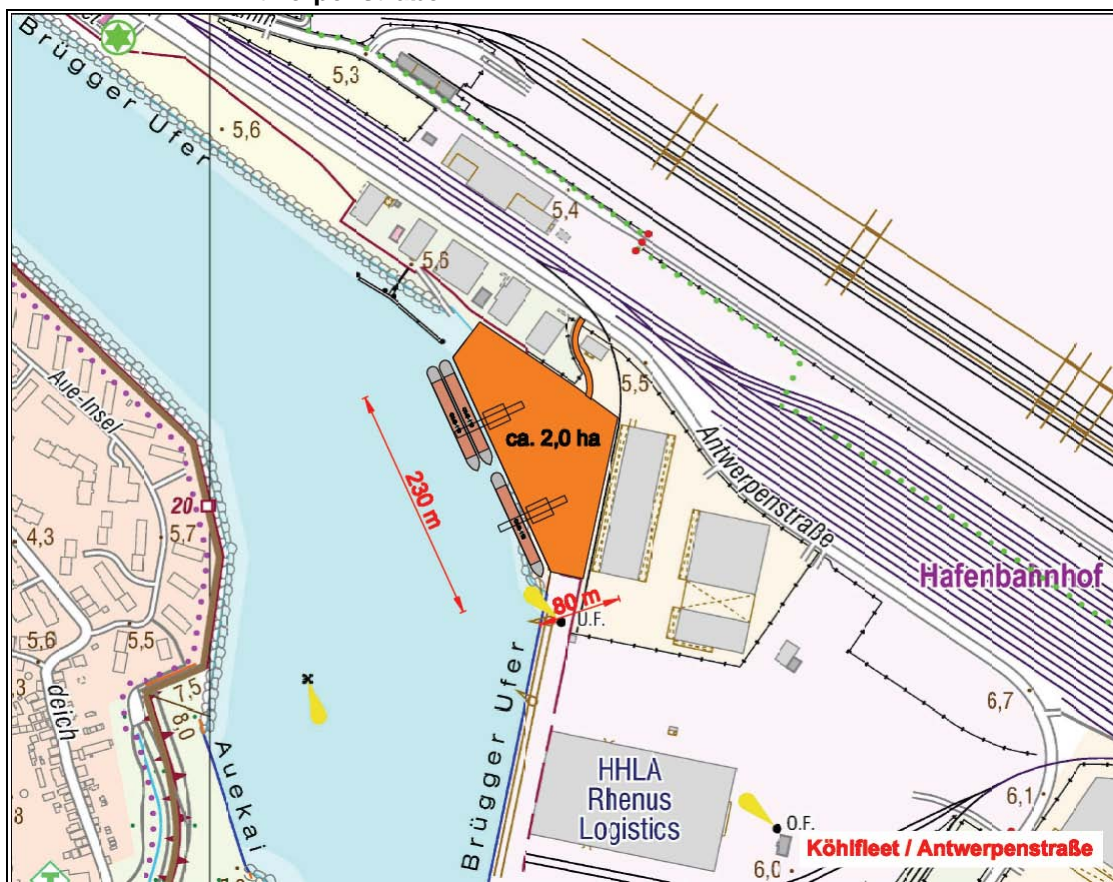 Brügger Ufer
5,3
5,6
5,4
5,6
5,5
Aue-Insel
20
5,7
4,3
230 m
ca. 2,0 ha
Antwerpenstraße
Hafenbannhof
80 m
U.F.
5,6
5,5
deich
7,5
8,0
Auekai
Brügger Ufer
6,7
HHLA
Rhenus
Logistics
6,1
O.F.
6,0
8
Köhlfleet / Antwerpenstraße